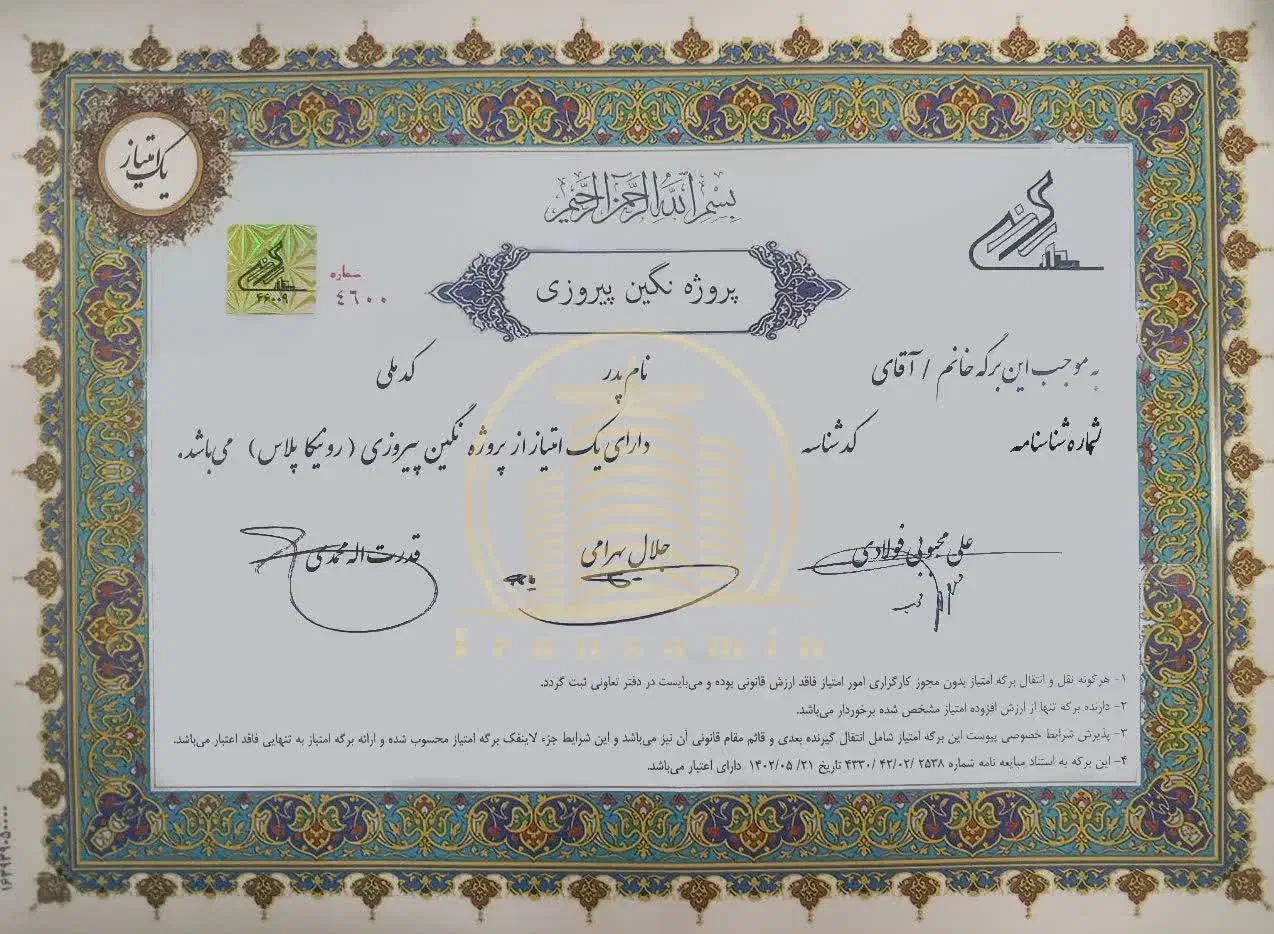 یک امتیاز
بسم الله الرحمن الرحیم
شماره
٤٦٠٠
۴۶۰۰۹
پروژه نگین پیروزی
به موجب این برگه خانم / آقای نام پدر کد ملی
شماره شناسنامه کد شناسه دارای یک امتیاز از پروژه نگین پیروزی (رونیکا پلاس) می باشد.
علی محبوبی فولادی جلال بهرامی قدرت اله محمدی
Iranzamin
۱- هرگونه نقل و انتقال برگه امتیاز بدون مجوز کارگزاری امور امتیاز فاقد ارزش قانونی بوده و می‌بایست در دفتر تعاونی ثبت گردد.
۲- دارنده برگه تنها از ارزش افزوده امتیاز مشخص شده برخوردار می‌باشد.
۳- پذیرش شرایط خصوصی پیوست این برگه امتیاز شامل انتقال گیرنده بعدی و قائم مقام قانونی آن نیز می‌باشد و این شرایط جزء لاینفک برگه امتیاز محسوب شده و ارائه برگه امتیاز به تنهایی فاقد اعتبار می‌باشد.
۴- این برگه به استناد مبایعه نامه شماره ۲۵۳۸ /۴۲/۰۲ /۴۳۳۰ تاریخ ۲۱/ ۱۴۰۲/۰۵ دارای اعتبار می‌باشد.